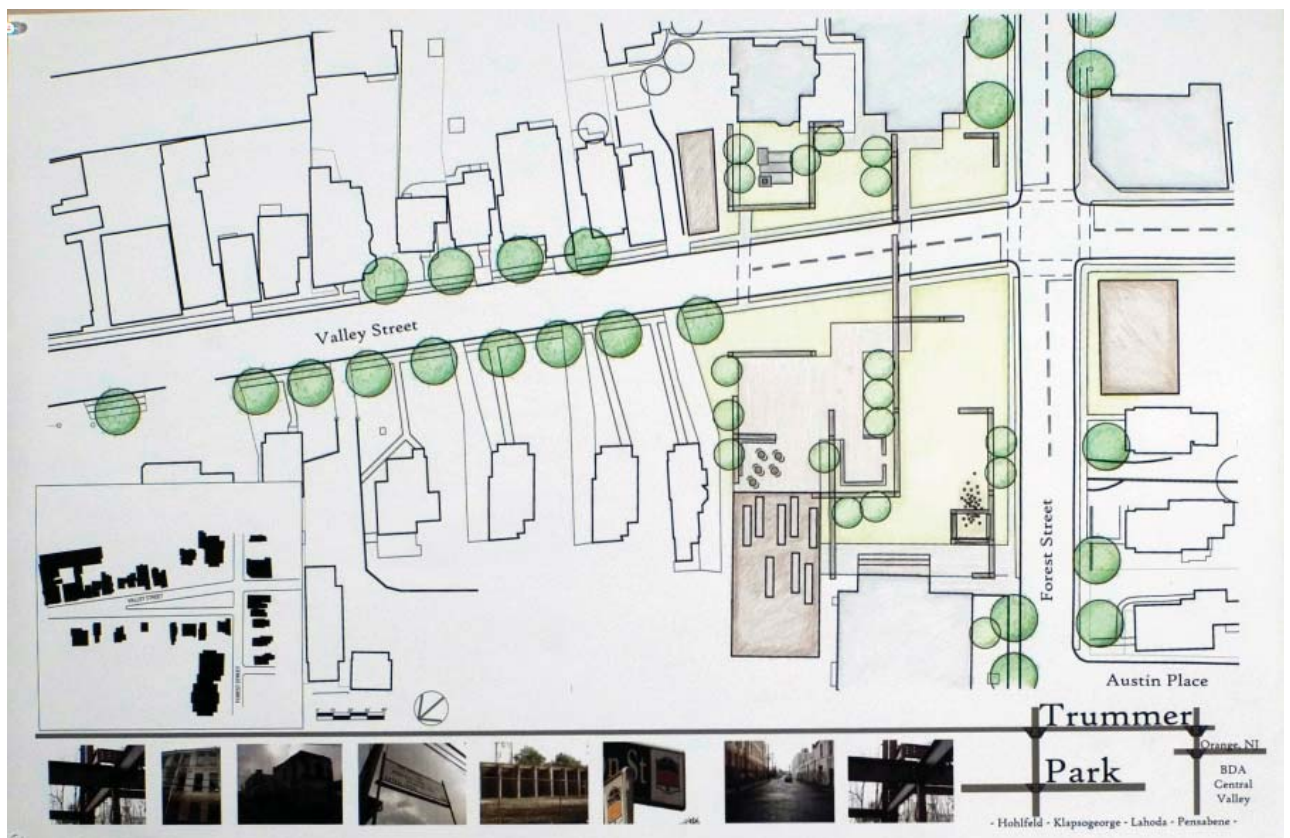 Valley Street
Forest Street
Austin Place
VALLEY STREET
FOREST STREET
Trummer
Park
Orange, NJ
BDA
Central
Valley
- Hohlfeld - Klapsogeorge - Lahoda - Pensabene -